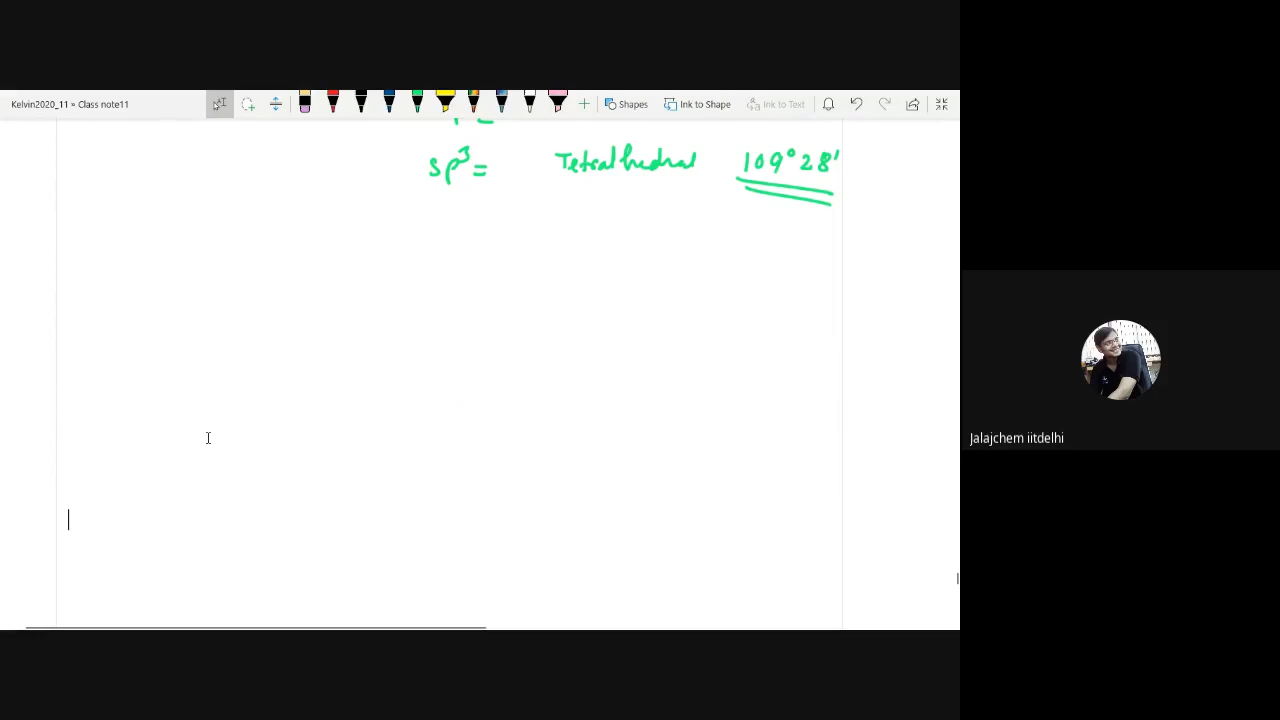 Kelvin2020_11 » Class note11
Shapes
Ink to Shape
Ink to Text
sp³ = Tetrahedral 109°28'
Jalajchem iitdelhi